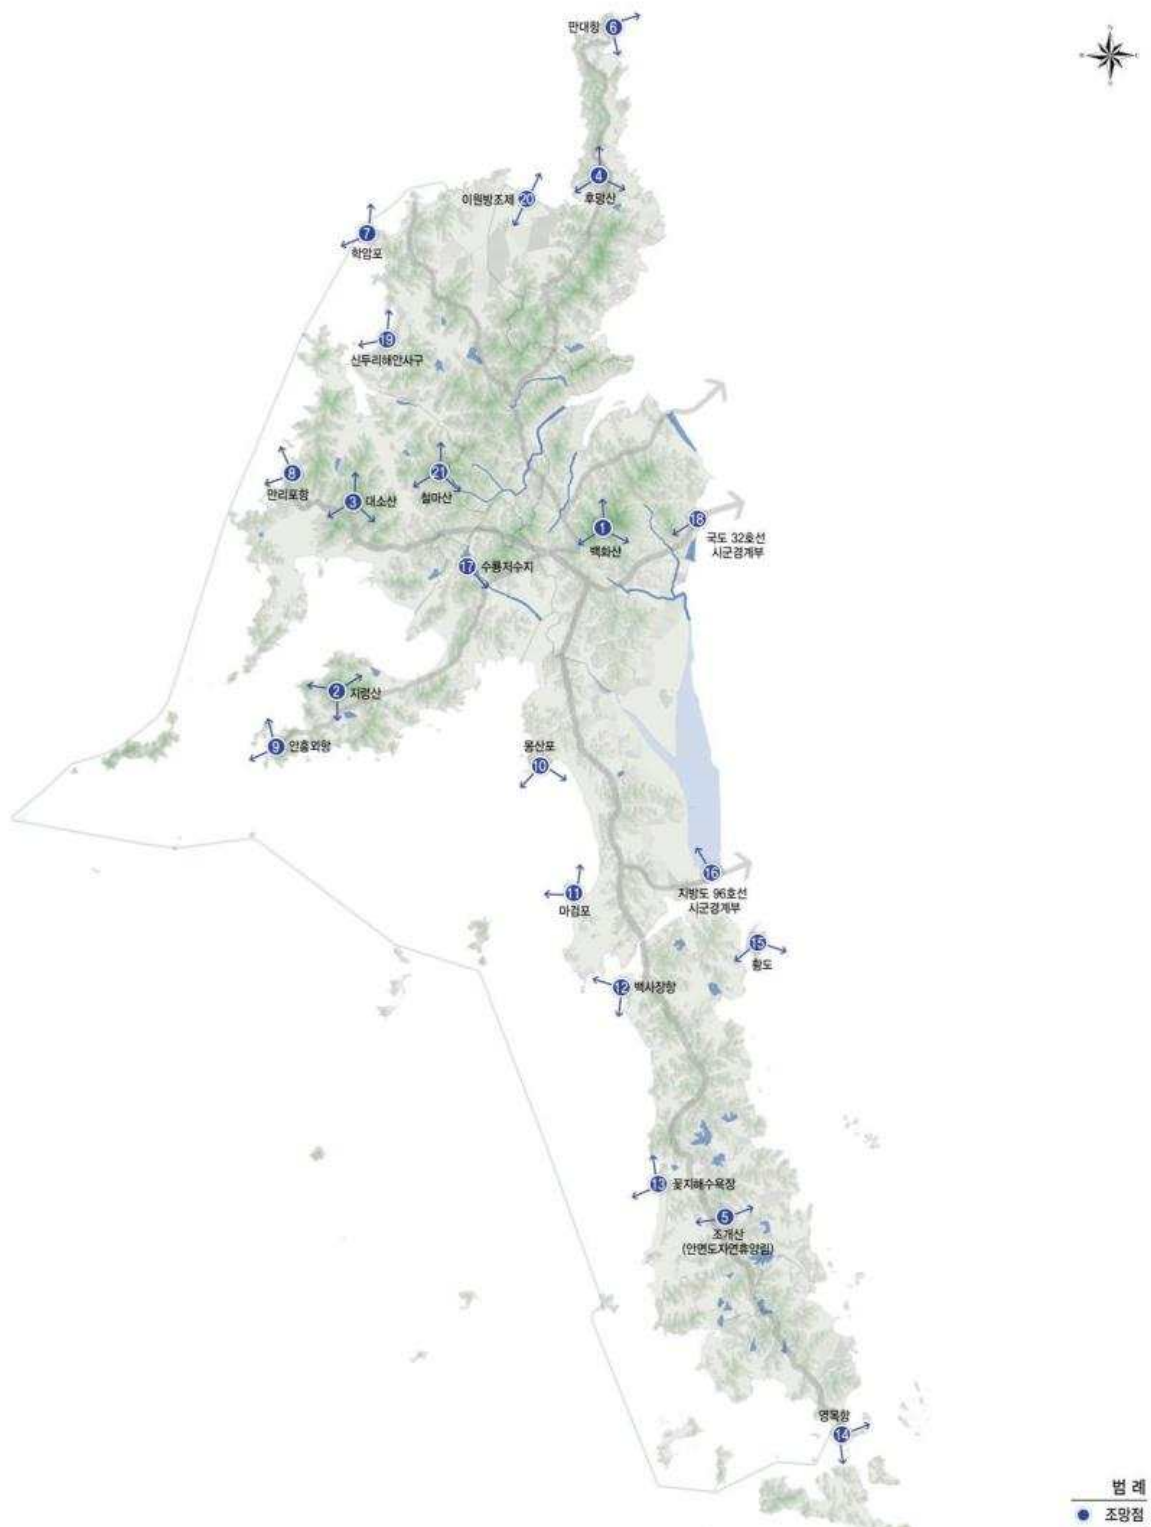 판대항 6
4
후망산
이원방조제 20
7
학암포
19
신두리해안사구
8
만리포항
3 대소산
21
철마산
1
백화산
18
국도 32호선
시군경계부
17 수룡저수지
2 지령산
9 안흥외항
몽산포
10
11
마검포
16
지방도 96호선
시군경계부
15
황도
12 백사장항
13 꽃지해수욕장
5
조개산
(안면도자연휴양림)
영목항
14
범 례
조망점